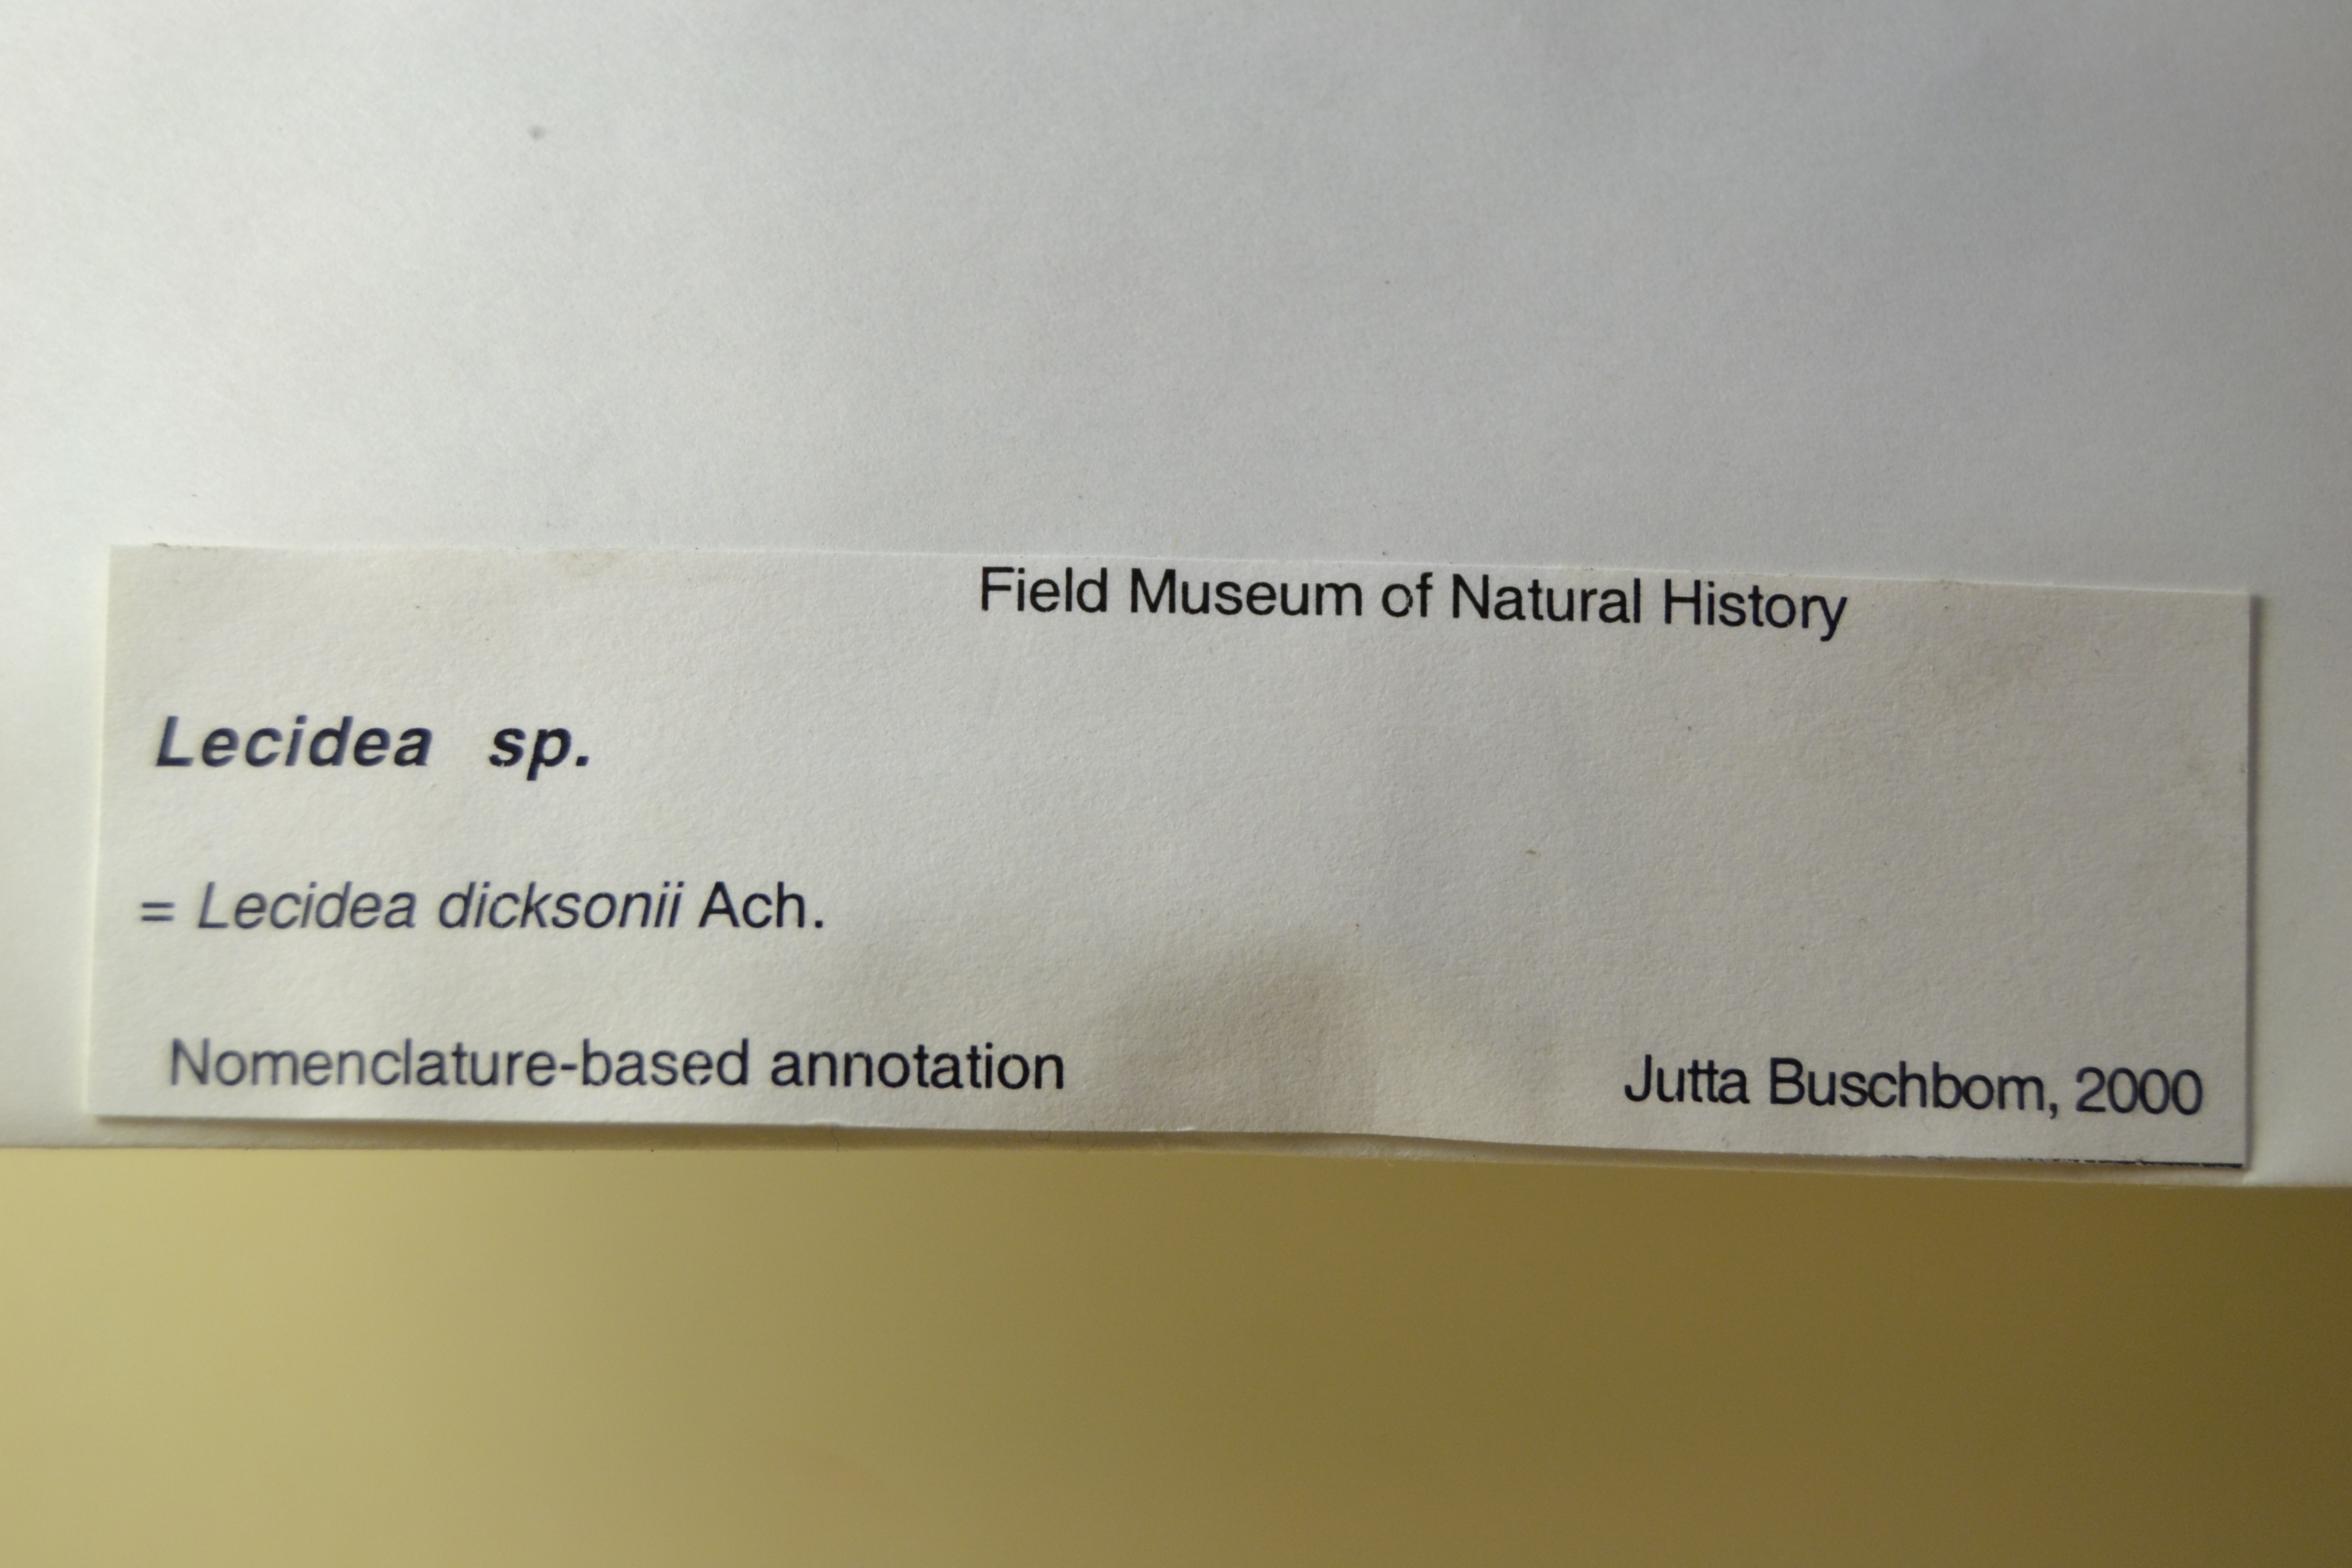 Field Museum of Natural History
Lecidea sp.
= Lecidea dicksonii Ach.
Nomenclature-based annotation
Jutta Buschbom, 2000